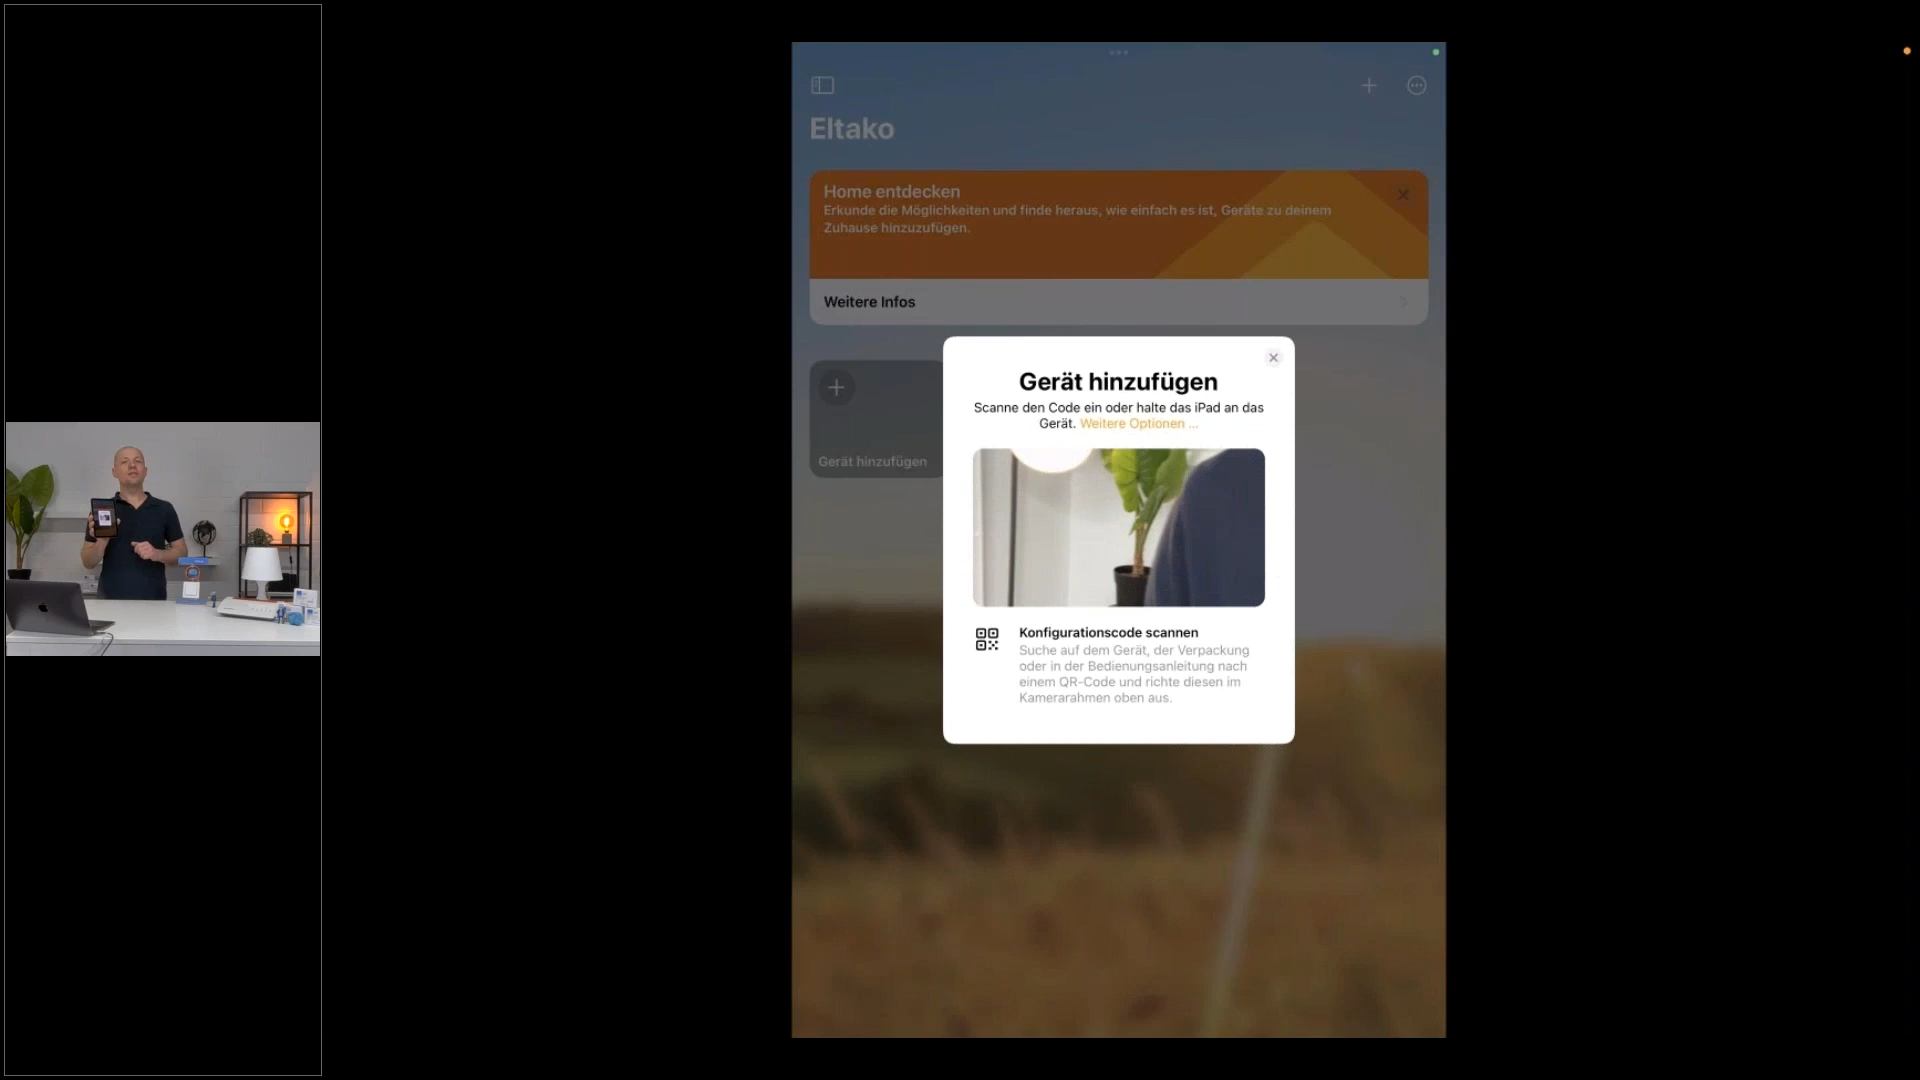 Eltako
Home entdecken
Erkunde die Möglichkeiten und finde heraus, wie einfach es ist, Geräte zu deinem
Zuhause hinzuzufügen.
Weitere Infos
Gerät hinzufügen
Gerät hinzufügen
Scanne den Code ein oder halte das iPad an das
Gerät. Weitere Optionen ...
Konfigurationscode scannen
Suche auf dem Gerät, der Verpackung
oder in der Bedienungsanleitung nach
einem QR-Code und richte diesen im
Kamerarahmen oben aus.